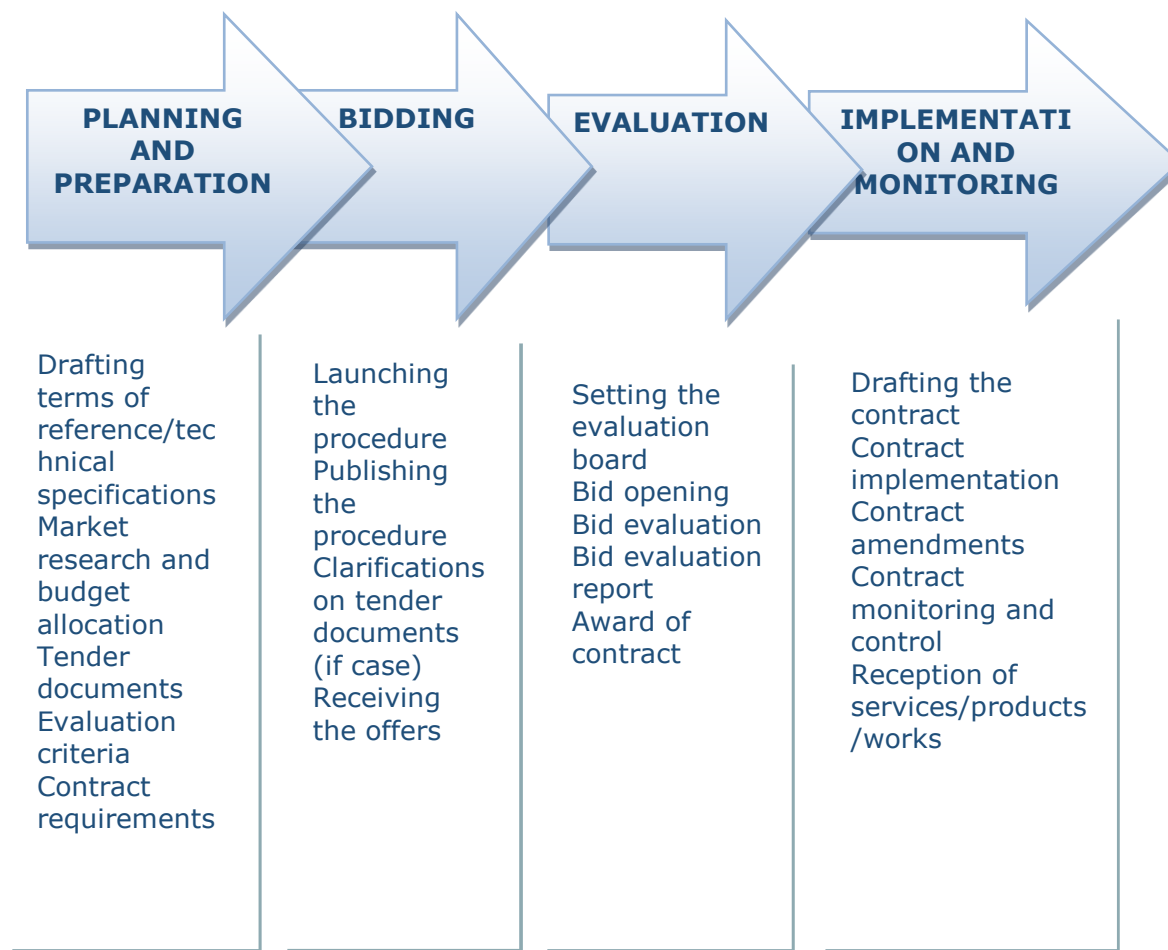 PLANNING
AND
PREPARATION
BIDDING
EVALUATION
IMPLEMENTATI
ON AND
MONITORING
Drafting
terms of
reference/tec
hnical
specifications
Market
research and
budget
allocation
Tender
documents
Evaluation
criteria
Contract
requirements
Launching
the
procedure
Publishing
the
procedure
Clarifications
on tender
documents
(if case)
Receiving
the offers
Setting the
evaluation
board
Bid opening
Bid evaluation
Bid evaluation
report
Award of
contract
Drafting the
contract
Contract
implementation
Contract
amendments
Contract
monitoring and
control
Reception of
services/products
/works